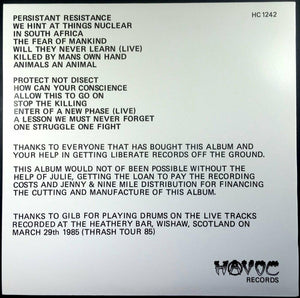 HC1242
PERSISTANT RESISTANCE
WE HINT AT THINGS NUCLEAR
IN SOUTH AFRICA
THE FEAR OF MANKIND
WILL THEY NEVER LEARN (LIVE)
KILLED BY MANS OWN HAND
ANIMALS AN ANIMAL
PROTECT NOT DISECT
HOW CAN YOUR CONSCIENCE
ALLOW THIS TO GO ON
STOP THE KILLING
ENTER OF A NEW PHASE (LIVE)
A LESSON WE MUST NEVER FORGET
ONE STRUGGLE ONE FIGHT
THANKS TO EVERYONE THAT HAS BOUGHT THIS ALBUM AND
YOUR HELP IN GETTING LIBERATE RECORDS OFF THE GROUND.
THIS ALBUM WOULD NOT OF BEEN POSSIBLE WITHOUT THE
HELP OF JULIE, GETTING THE LOAN TO PAY THE RECORDING
COSTS AND JENNY & NINE MILE DISTRIBUTION FOR FINANCING
THE CUTTING AND MANUFACTURE OF THIS ALBUM.
THANKS TO GILB FOR PLAYING DRUMS ON THE LIVE TRACKS
RECORDED AT THE HEATHERY BAR, WISHAW, SCOTLAND ON
MARCH 29th 1985 (THRASH TOUR 85)
HAVOC
RECORDS